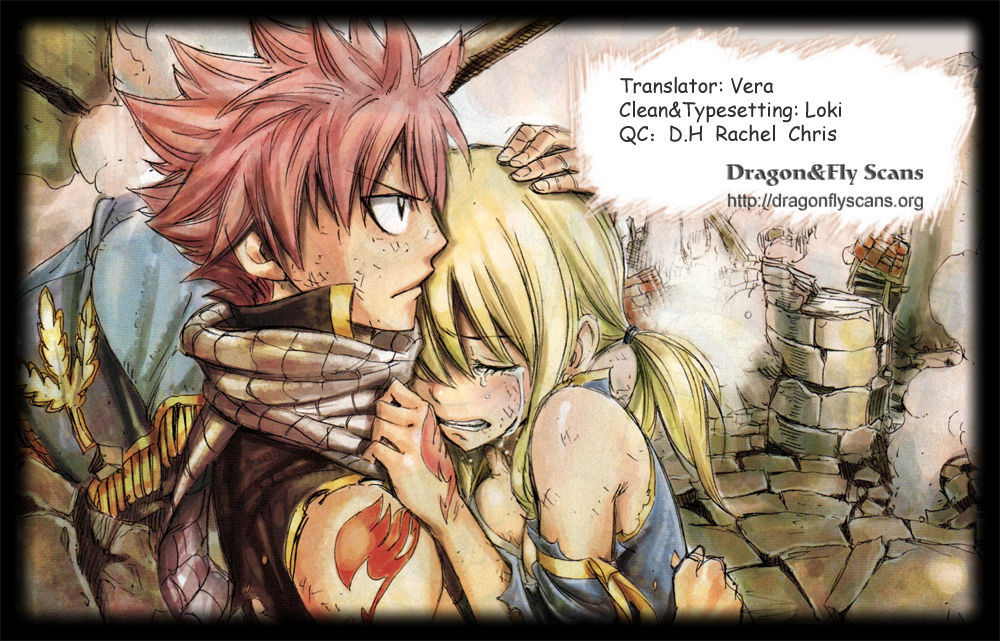 Translator: Vera
Clean&Typesetting: Loki
QC: D.H Rachel Chris
Dragon&Fly Scans
http://dragonflyscans.org